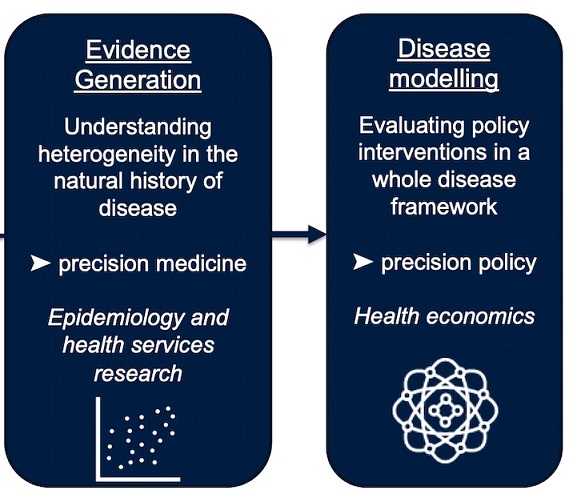 Evidence
Generation
Understanding
heterogeneity in the
natural history of
disease
➤ precision medicine
Epidemiology and
health services
research
Disease
modelling
Evaluating policy
interventions in a
whole disease
framework
➤ precision policy
Health economics